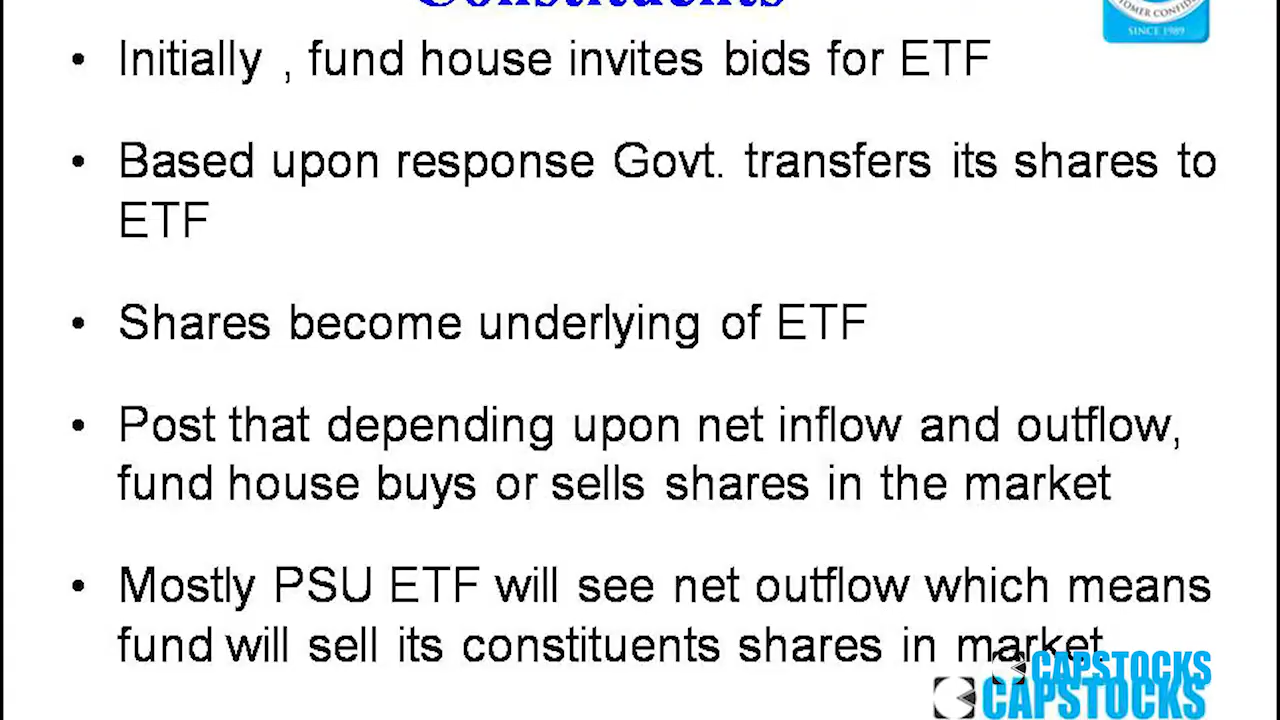 Constituents
TOMER CONFID
SINCE 1989
• Initially , fund house invites bids for ETF
• Based upon response Govt. transfers its shares to
ETF
• Shares become underlying of ETF
• Post that depending upon net inflow and outflow,
fund house buys or sells shares in the market
• Mostly PSU ETF will see net outflow which means
fund will sell its constituents shares in market.
CAPSTOCKS
CAPSTOCKS